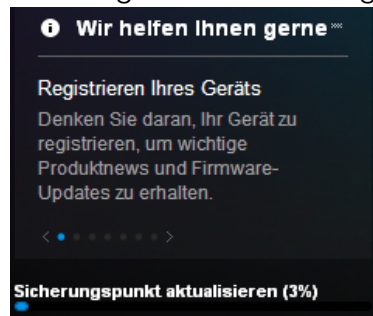 Wir helfen Ihnen gerne
Registrieren Ihres Geräts
Denken Sie daran, Ihr Gerät zu
registrieren, um wichtige
Produktnews und Firmware-
Updates zu erhalten.
Sicherungspunkt aktualisieren (3%)